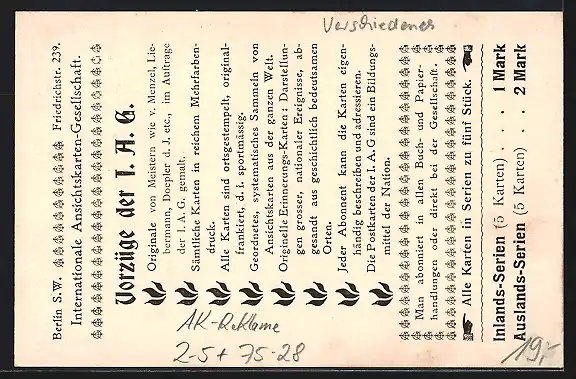 Berlin S.W. Friedrichstr. 239.
Internationale Ansichtskarten-Gesellschaft.
Vorzüge der I. A. G.
Originale von Meistern wie v. Menzel, Lie-
bermann, Doepler d. J. etc., im Auftrage
der I. A. G. gemalt.
Sämtliche Karten in reichem Mehrfarben-
druck.
Alle Karten sind ortsgestempelt, original-
frankiert, d. i. sportmässig.
Geordnetes, systematisches Sammeln von
Ansichtskarten aus der ganzen Welt.
Originelle Erinnerungs-Karten: Darstellun-
gen grosser, nationaler Ereignisse, ab-
gesandt aus geschichtlich bedeutsamen
Orten.
Jeder Abonnent kann die Karten eigen-
händig beschreiben und adressieren.
Die Postkarten der I. A. G sind ein Bildungs-
mittel der Nation.
Man abonniert in allen Buch- und Papier-
handlungen oder direkt bei der Gesellschaft.
Alle Karten in Serien zu fünf Stück.
Inlands-Serien (5 Karten) . . . 1 Mark
Auslands-Serien (5 Karten) . . 2 Mark
Verschiedenes
AK-Reklame
2-5+ 75-28
19,-